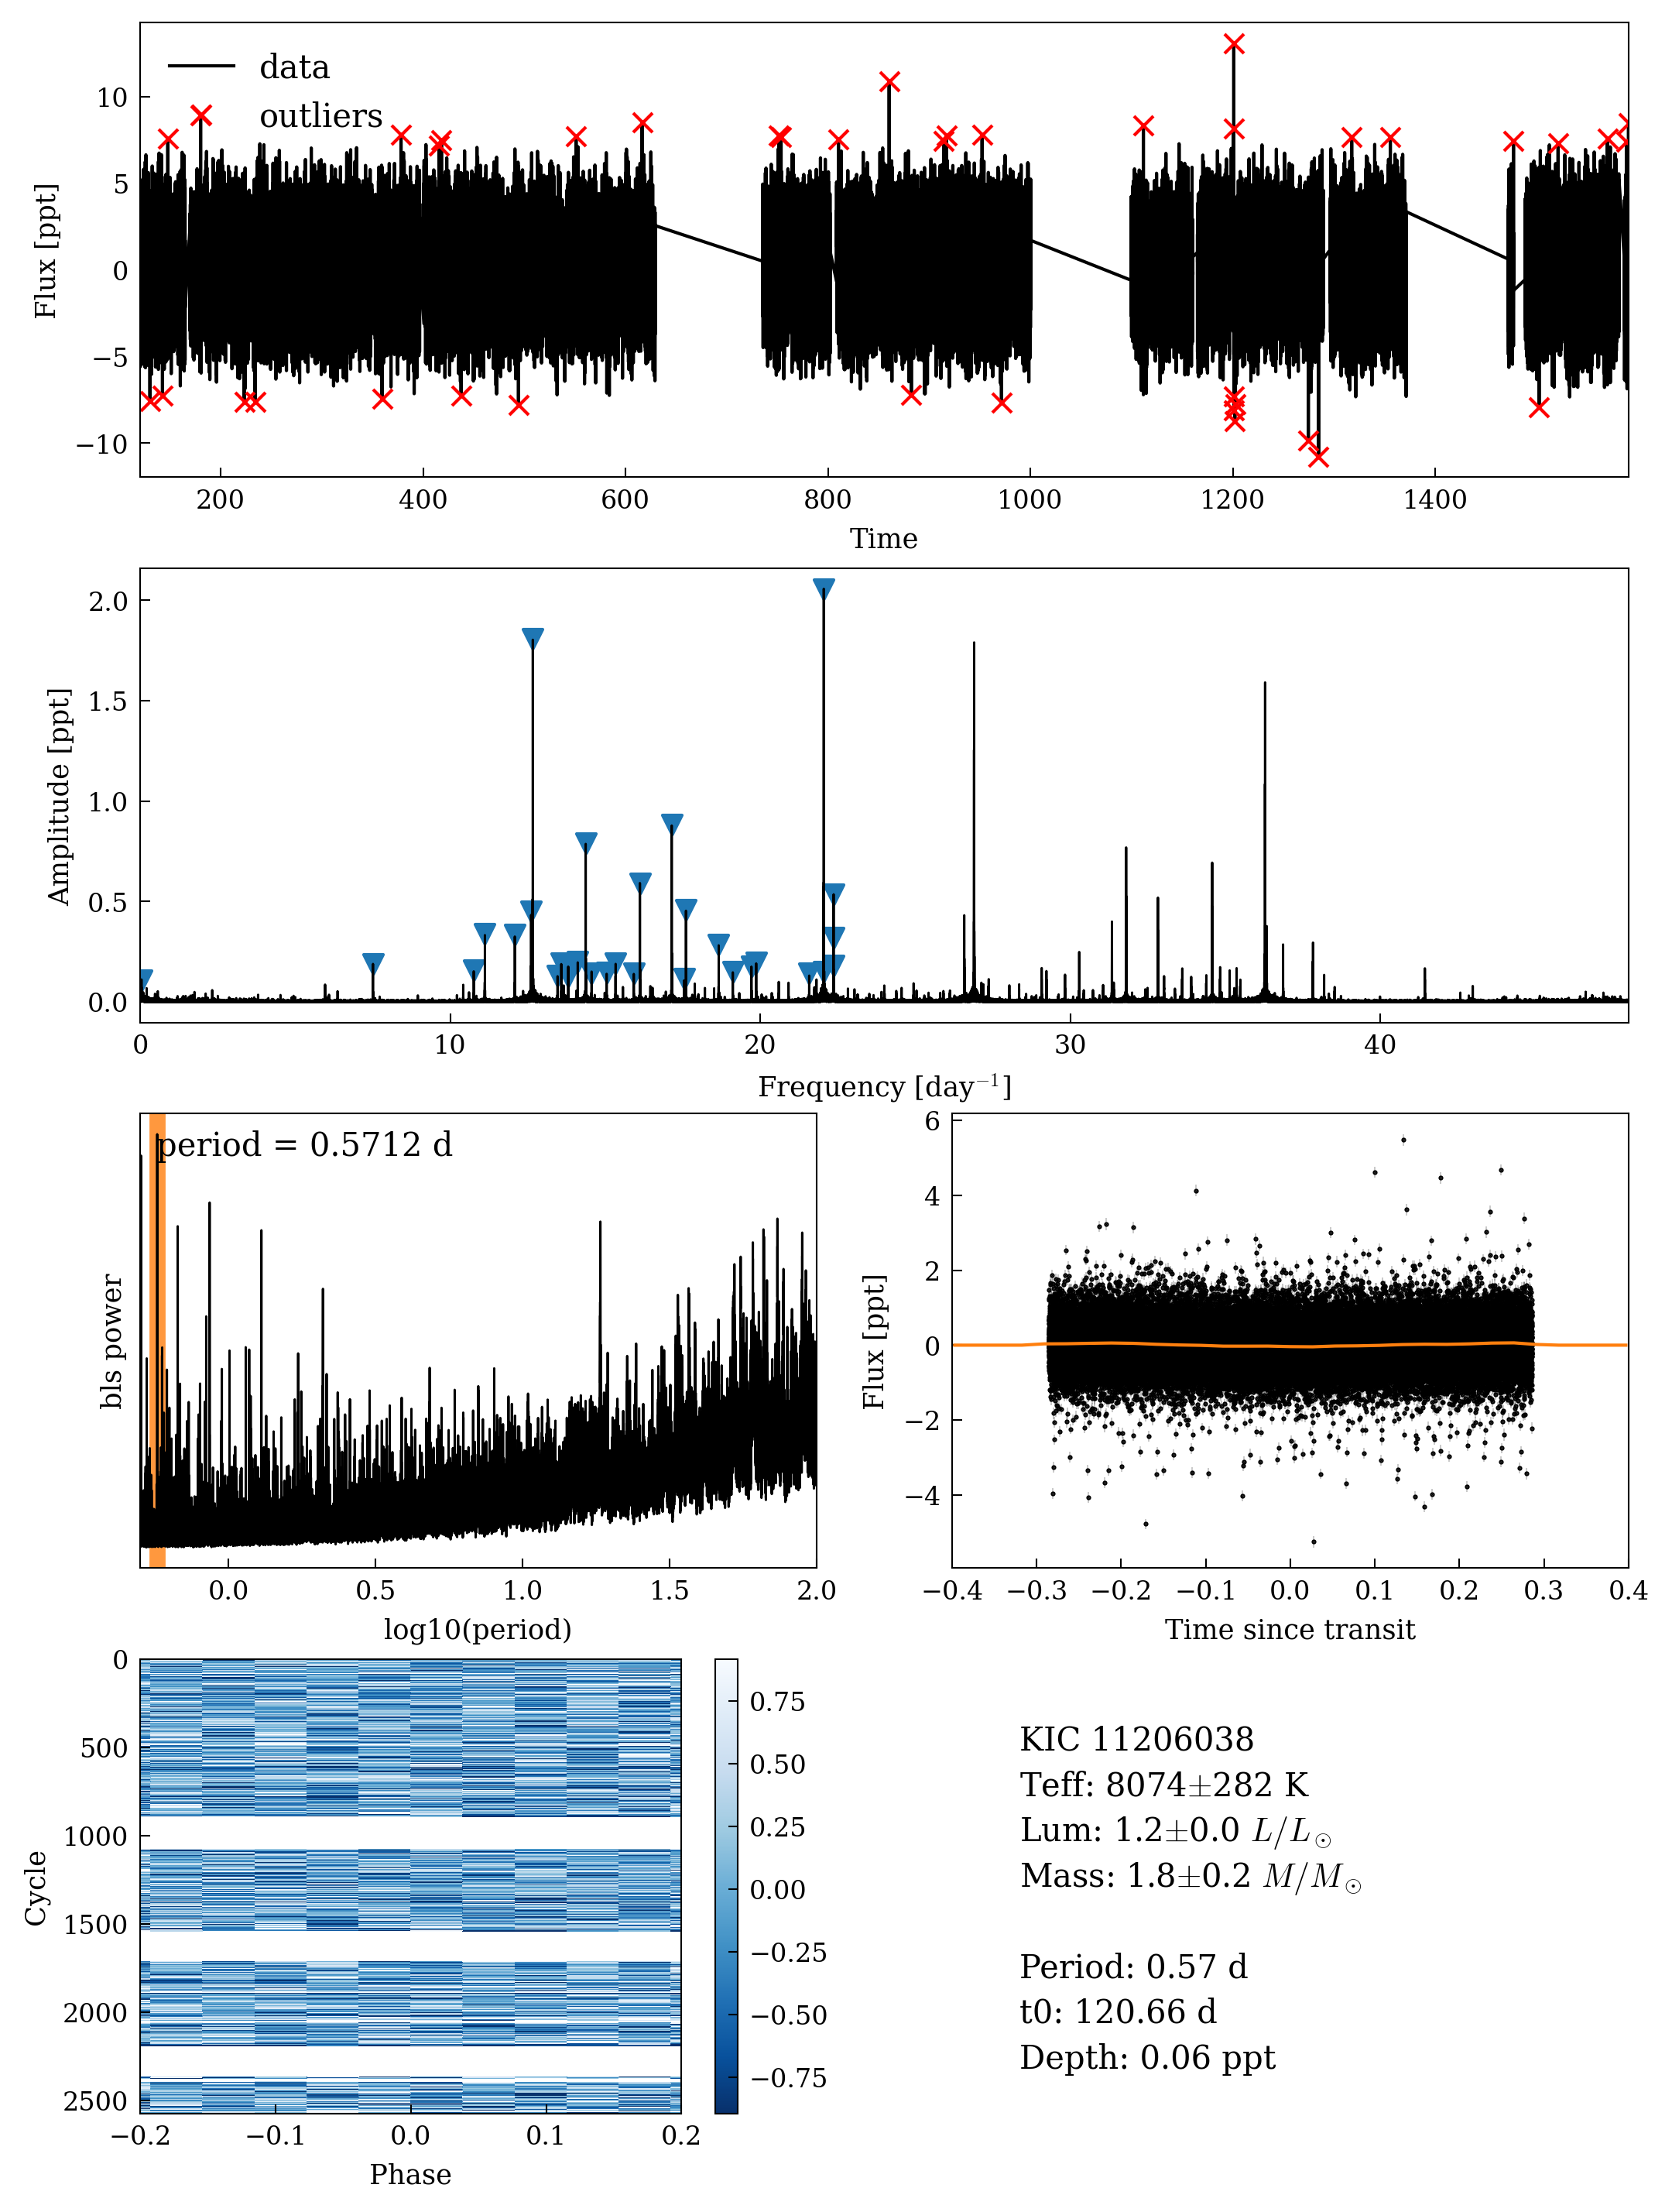 data
outliers
10
5
0
−5
−10
Flux [ppt]
200 400 600 800 1000 1200 1400
Time
2.0
1.5
1.0
0.5
0.0
Amplitude [ppt]
0 10 20 30 40
Frequency [day⁻¹]
period = 0.5712 d
bls power
0.0 0.5 1.0 1.5 2.0
log10(period)
6
4
2
0
−2
−4
Flux [ppt]
−0.4 −0.3 −0.2 −0.1 0.0 0.1 0.2 0.3 0.4
Time since transit
0
500
1000
1500
2000
2500
Cycle
−0.2 −0.1 0.0 0.1 0.2
Phase
0.75
0.50
0.25
0.00
−0.25
−0.50
−0.75
KIC 11206038
Teff: 8074±282 K
Lum: 1.2±0.0 L/L☉
Mass: 1.8±0.2 M/M☉
Period: 0.57 d
t0: 120.66 d
Depth: 0.06 ppt